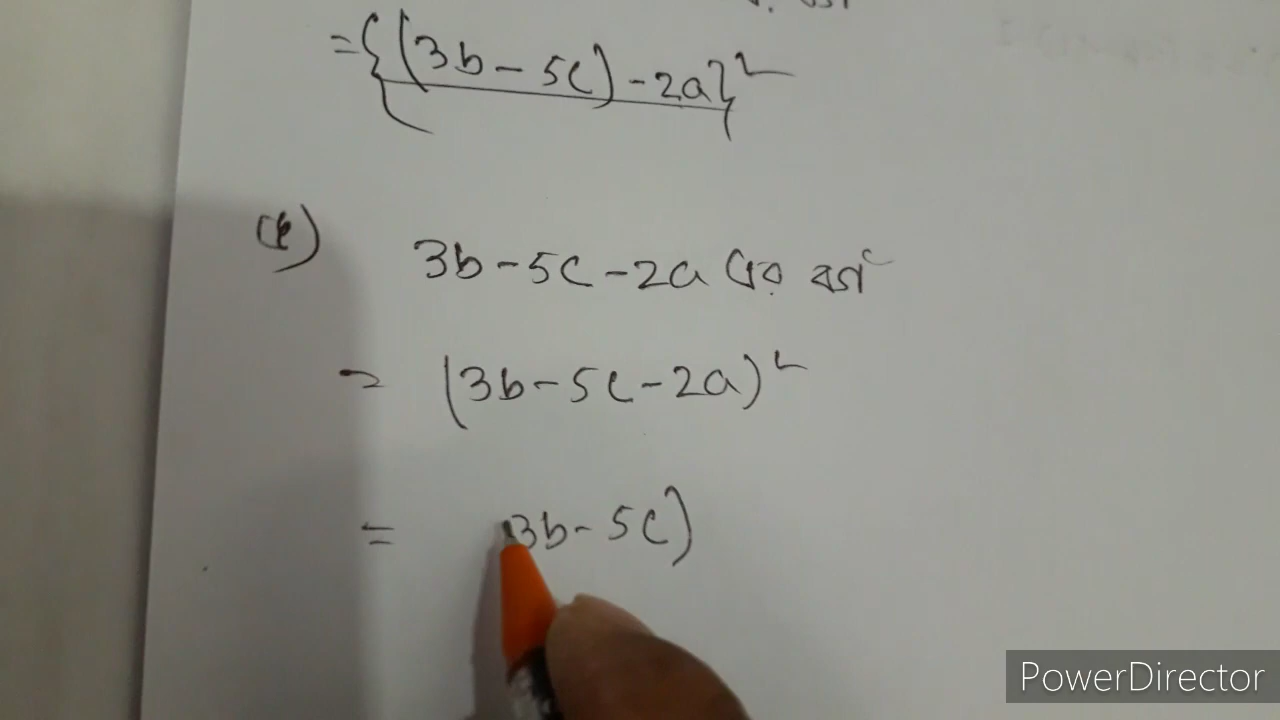 ={(3b-5c)-2a}²
3b-5c-2a এর বর্গ
= (3b-5c-2a)²
= 3b-5c)
PowerDirector